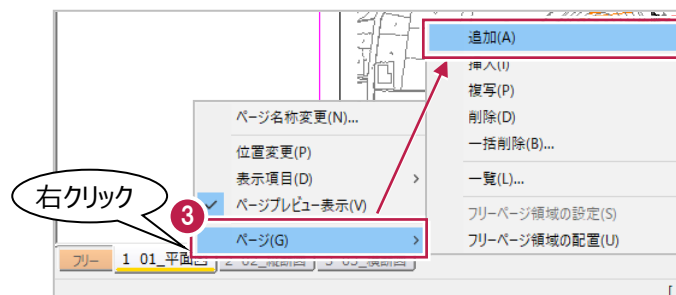 追加(A)
挿入(I)
複写(P)
削除(D)
一括削除(B)...
一覧(L)...
フリーページ領域の設定(S)
フリーページ領域の配置(U)
ページ名称変更(N)...
位置変更(P)
表示項目(D)
ページプレビュー表示(V)
ページ(G)
右クリック
3
フリー 1 01_平面図 2 02_縦断図 3 03_横断図
[